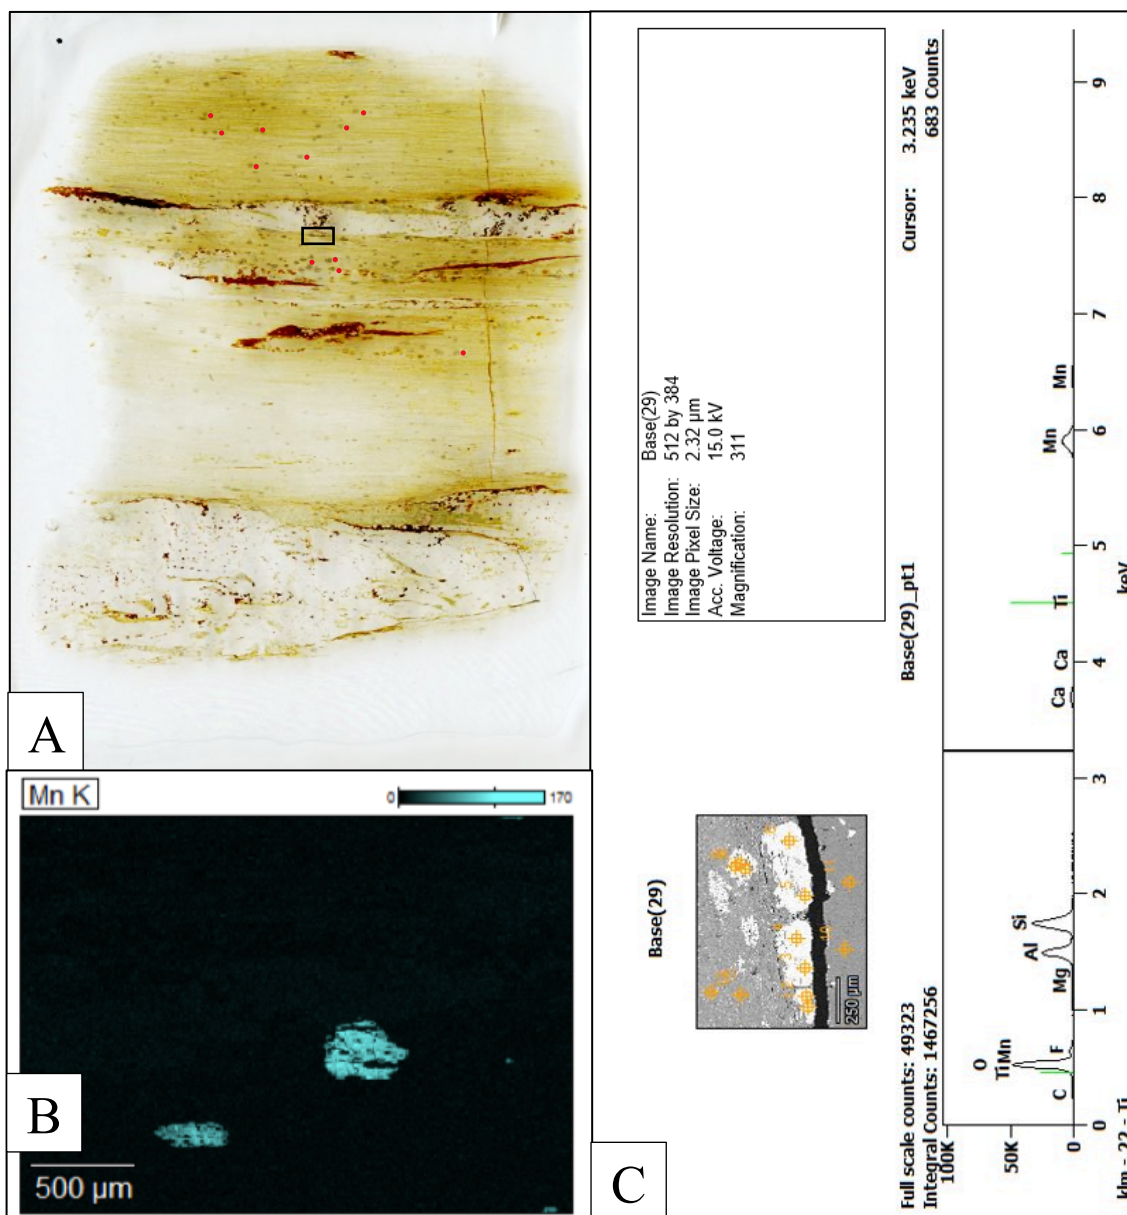 A
Mn K
0 170
B
500 µm
C
Image Name: Base(29)
Image Resolution: 512 by 384
Image Pixel Size: 2.32 µm
Acc. Voltage: 15.0 kV
Magnification: 311
Base(29)
250 µm
Base(29)_pt1
Full scale counts: 49323
Integral Counts: 1467256
Cursor: 3.235 keV
683 Counts
100K
50K
0
C
O
TiMn
F
Mg
Al
Si
Ca
Ca
Ti
Mn
Mn
0 1 2 3 4 5 6 7 8 9
keV
klm - 22 - Ti